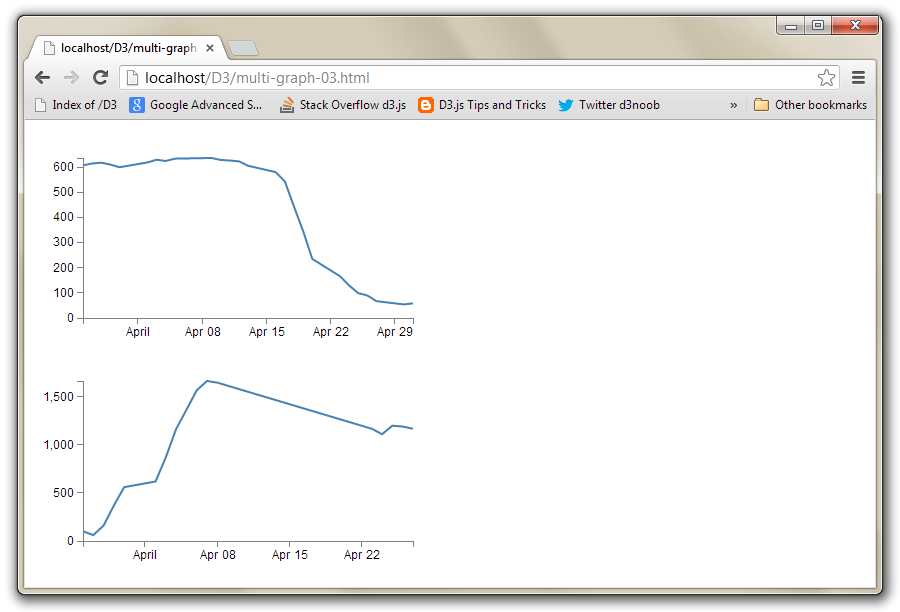 localhost/D3/multi-graph
localhost/D3/multi-graph-03.html
Index of /D3 Google Advanced S... Stack Overflow d3.js D3.js Tips and Tricks Twitter d3noob » Other bookmarks
600
500
400
300
200
100
0
April Apr 08 Apr 15 Apr 22 Apr 29
1,500
1,000
500
0
April Apr 08 Apr 15 Apr 22